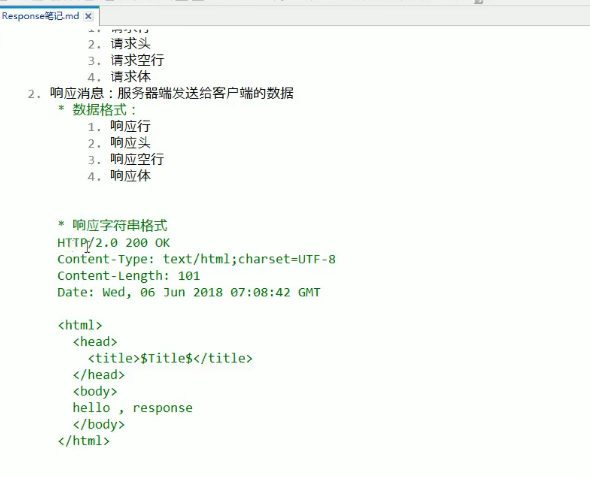 Response笔记.md
1. 请求行
2. 请求头
3. 请求空行
4. 请求体
2. 响应消息：服务器端发送给客户端的数据
* 数据格式：
1. 响应行
2. 响应头
3. 响应空行
4. 响应体
* 响应字符串格式
HTTP/2.0 200 OK
Content-Type: text/html;charset=UTF-8
Content-Length: 101
Date: Wed, 06 Jun 2018 07:08:42 GMT
<html>
<head>
<title>$Title$</title>
</head>
<body>
hello , response
</body>
</html>